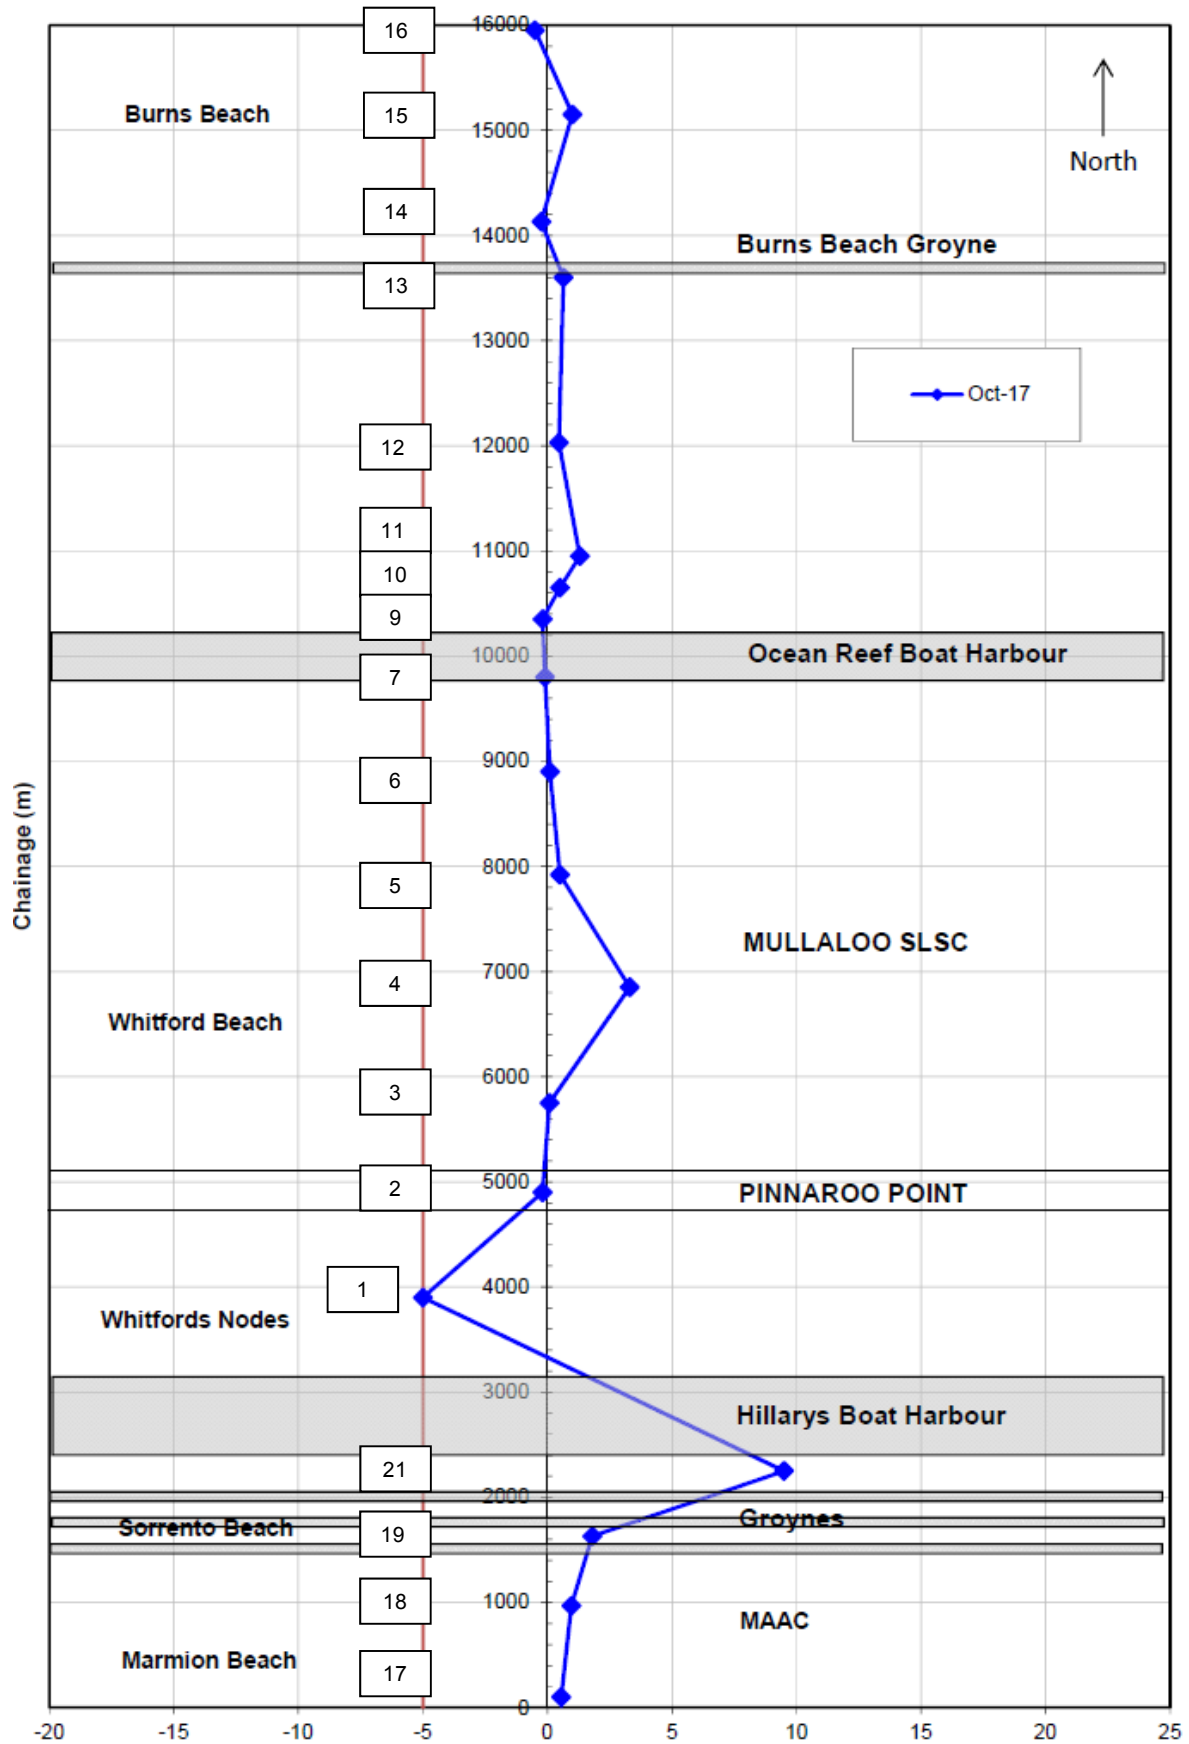 16
16000
Burns Beach
15
15000
North
14
14000
Burns Beach Groyne
13
13000
Oct-17
12
12000
11
11000
10
9
10000
Ocean Reef Boat Harbour
7
9000
6
8000
5
Chainage (m)
MULLALOO SLSC
7000
4
Whitford Beach
6000
3
5000
2
PINNAROO POINT
4000
1
Whitfords Nodes
3000
Hillarys Boat Harbour
21
2000
Groynes
Sorrento Beach
19
1000
18
MAAC
Marmion Beach
17
0
-20 -15 -10 -5 0 5 10 15 20 25